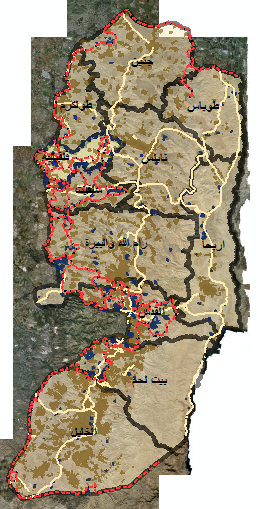 جنين
طوباس
طولكرم
قلقيلية
نابلس
سلفيت
رام الله والبيرة
اريحا
القدس
بيت لحم
الخليل